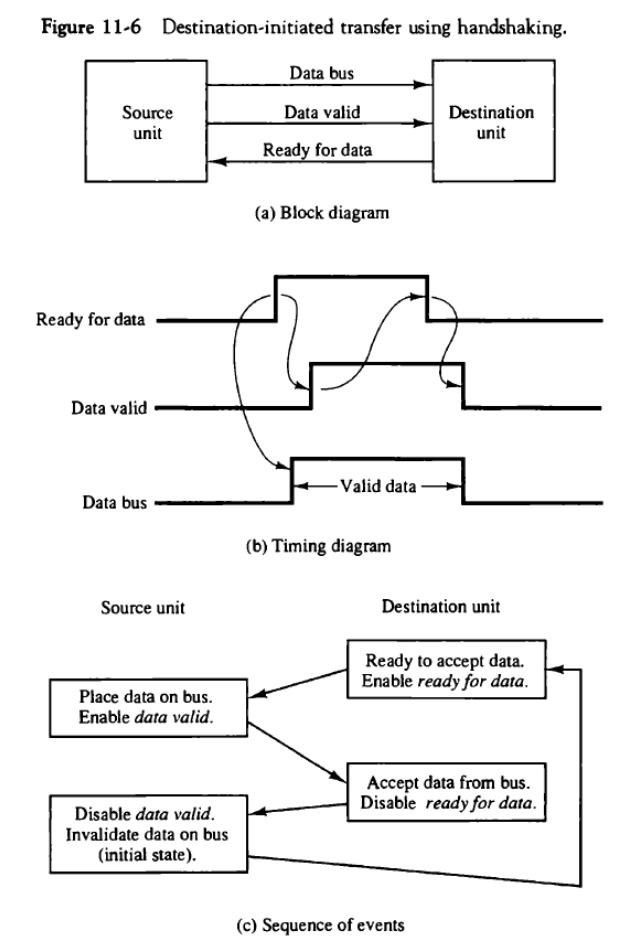 Figure 11-6 Destination-initiated transfer using handshaking.
Data bus
Source
unit
Data valid
Destination
unit
Ready for data
(a) Block diagram
Ready for data
Data valid
Valid data
Data bus
(b) Timing diagram
Source unit
Destination unit
Ready to accept data.
Enable ready for data.
Place data on bus.
Enable data valid.
Accept data from bus.
Disable ready for data.
Disable data valid.
Invalidate data on bus
(initial state).
(c) Sequence of events